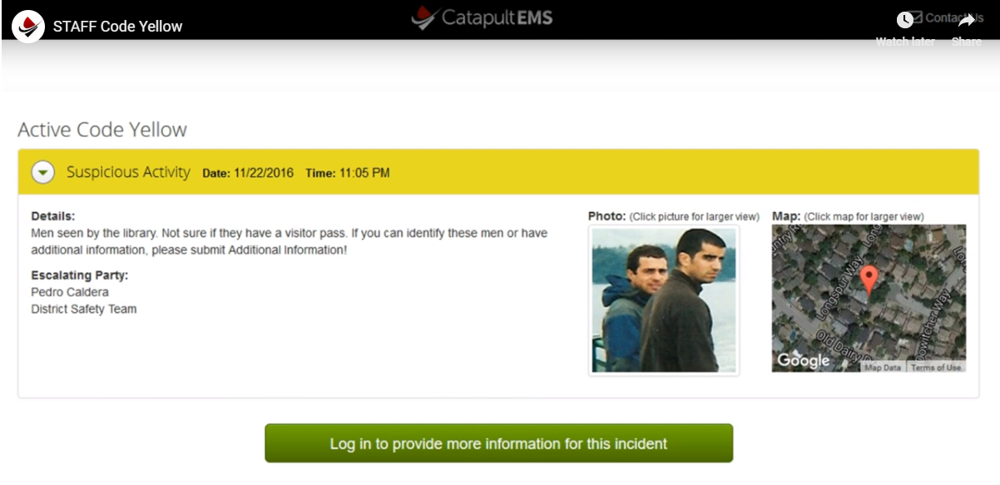 STAFF Code Yellow
CatapultEMS
Contact Us
Watch later
Share
Active Code Yellow
Suspicious Activity Date: 11/22/2016 Time: 11:05 PM
Details:
Men seen by the library. Not sure if they have a visitor pass. If you can identify these men or have
additional information, please submit Additional Information!
Escalating Party:
Pedro Caldera
District Safety Team
Photo: (Click picture for larger view)
Map: (Click map for larger view)
Longspur Way
Old Dairy
Dowitcher Way
Google
Map Data
Terms of Use
Log in to provide more information for this incident